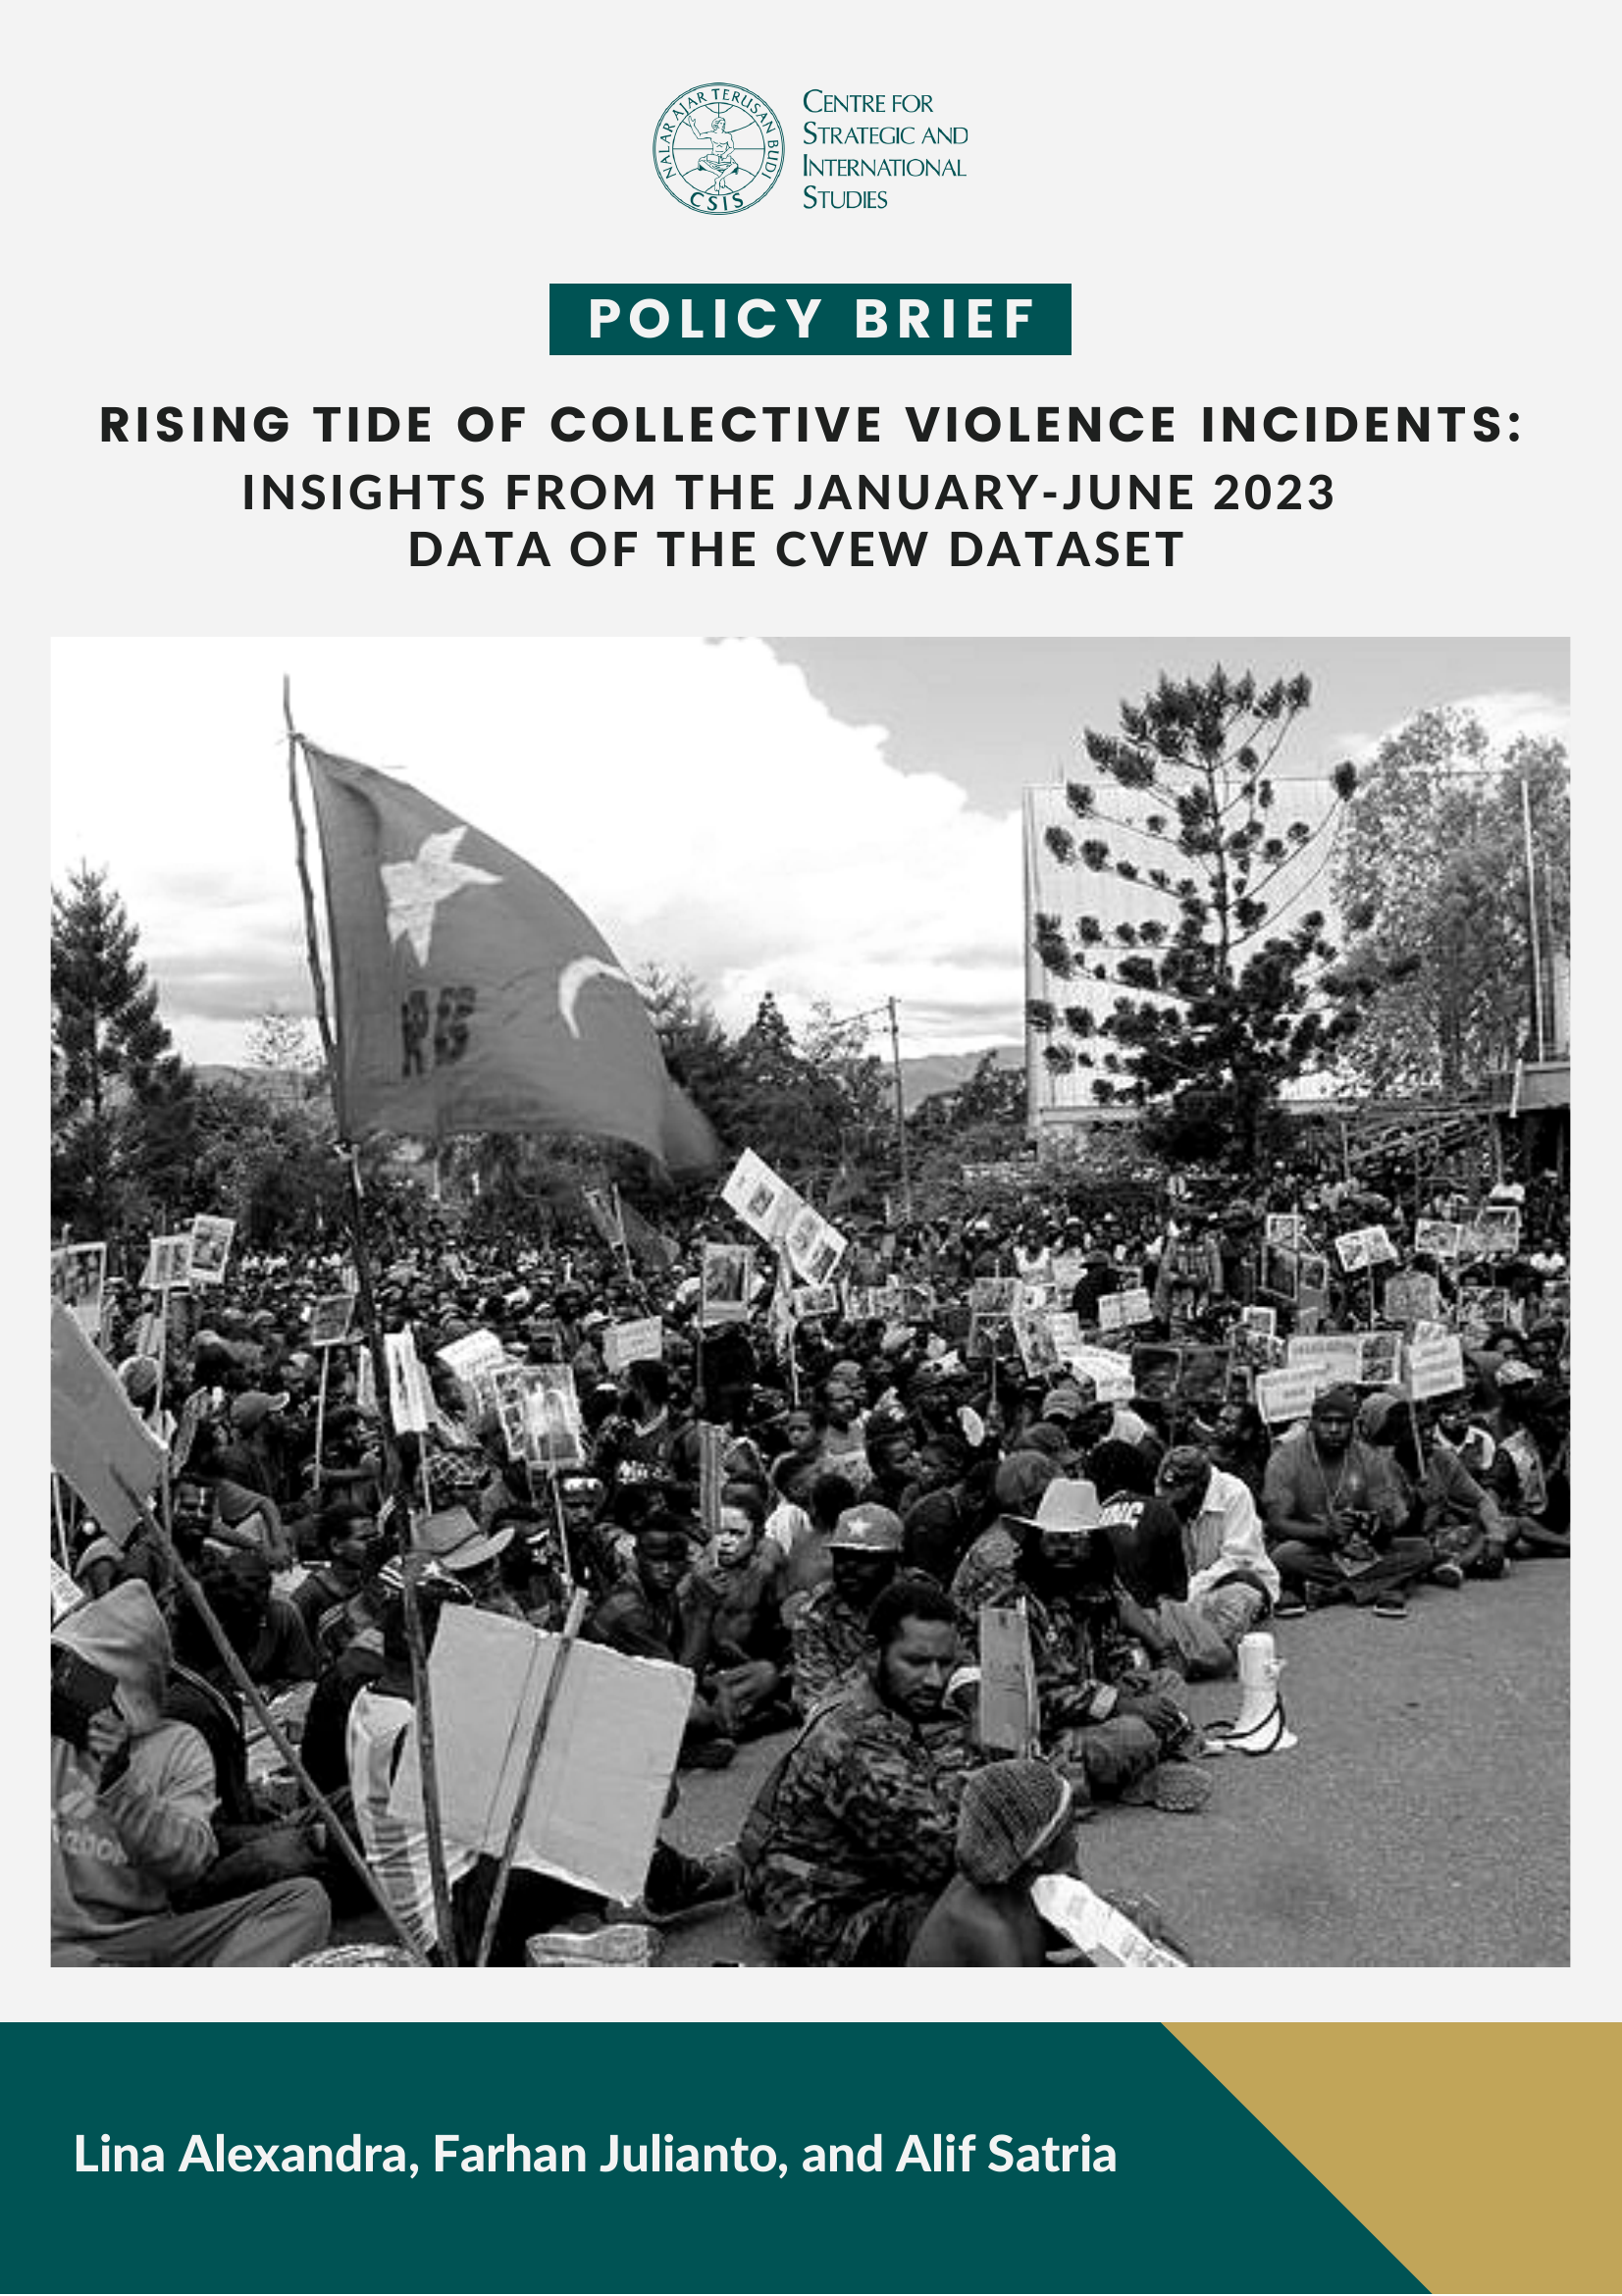 NALAR AJAR TERUSAN BUDI
CSIS
CENTRE FOR
STRATEGIC AND
INTERNATIONAL
STUDIES
POLICY BRIEF
RISING TIDE OF COLLECTIVE VIOLENCE INCIDENTS:
INSIGHTS FROM THE JANUARY-JUNE 2023
DATA OF THE CVEW DATASET
Lina Alexandra, Farhan Julianto, and Alif Satria